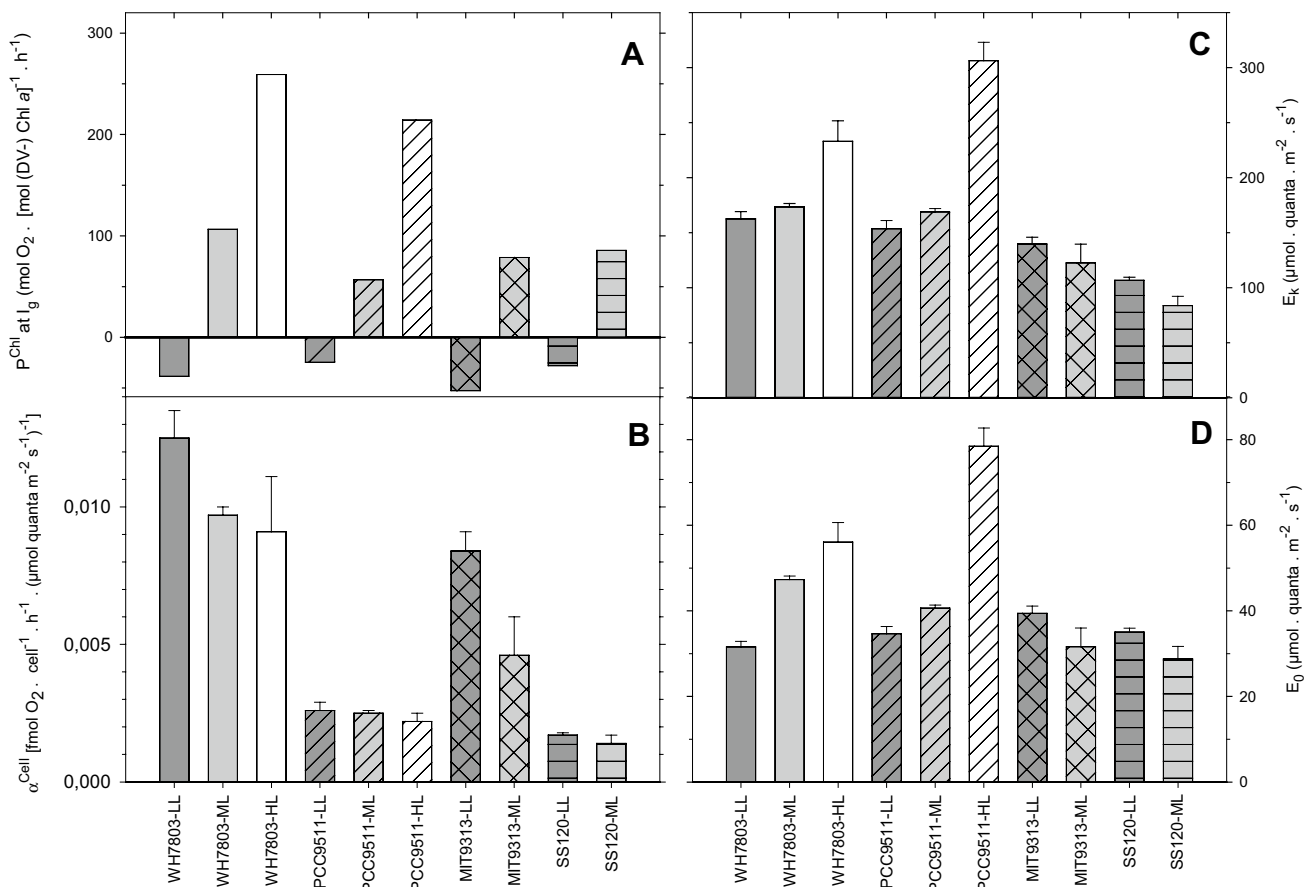 P^Chl at I_g (mol O₂ . [mol (DV-) Chl a]⁻¹ . h⁻¹)
300
200
100
0
A
α^Cell [fmol O₂ . cell⁻¹ . h⁻¹ . (μmol quanta m⁻² s⁻¹)⁻¹]
0,010
0,005
0,000
B
C
300
200
100
0
E_k (μmol . quanta . m⁻² . s⁻¹)
D
80
60
40
20
0
E₀ (μmol . quanta . m⁻² . s⁻¹)
WH7803-LL
WH7803-ML
WH7803-HL
PCC9511-LL
PCC9511-ML
PCC9511-HL
MIT9313-LL
MIT9313-ML
SS120-LL
SS120-ML
WH7803-LL
WH7803-ML
WH7803-HL
PCC9511-LL
PCC9511-ML
PCC9511-HL
MIT9313-LL
MIT9313-ML
SS120-LL
SS120-ML